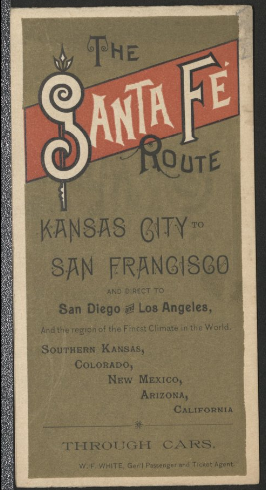 THE
SANTA FÉ
ROUTE
KANSAS CITY TO
SAN FRANCISCO
AND DIRECT TO
San Diego and Los Angeles,
And the region of the Finest Climate in the World.
SOUTHERN KANSAS,
COLORADO,
NEW MEXICO,
ARIZONA,
CALIFORNIA
THROUGH CARS.
W. F. WHITE, Gen'l Passenger and Ticket Agent.